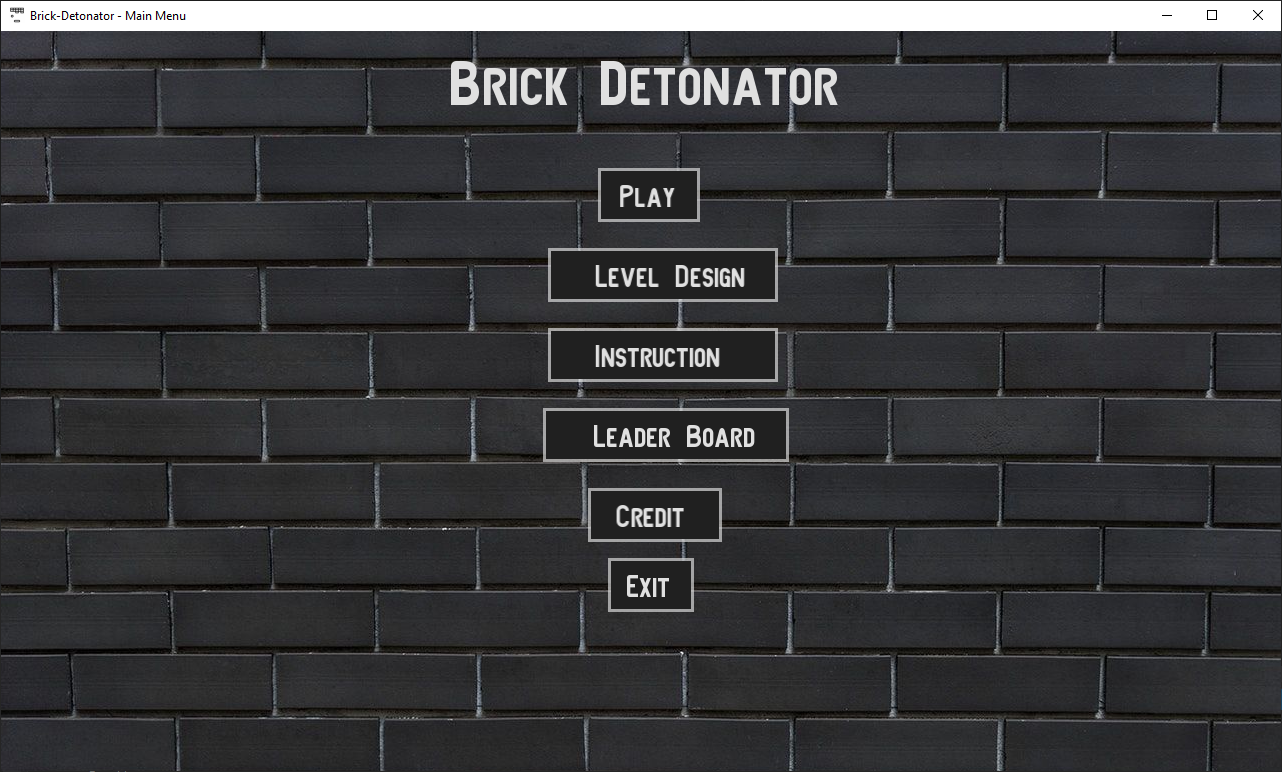 Brick-Detonator - Main Menu
Brick Detonator
Play
Level Design
Instruction
Leader Board
Credit
Exit